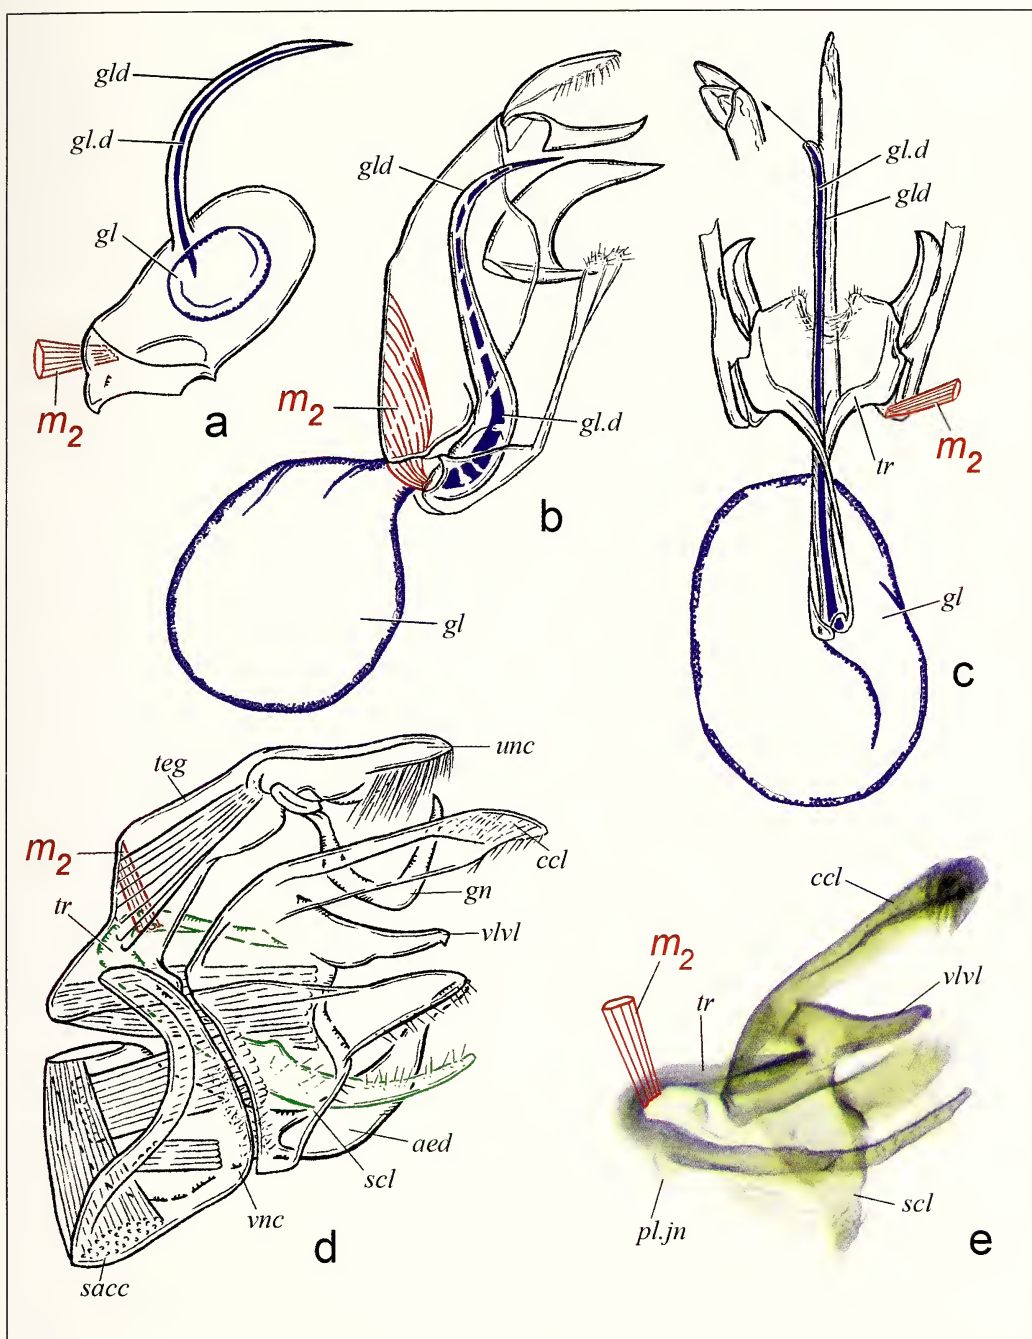 gld
gl.d
gl
m2
a
gld
m2
gl.d
b
gl
gl.d
gld
tr
m2
gl
c
unc
teg
m2
ccl
gn
tr
vlvl
aed
scl
vnc
sacc
d
ccl
m2
tr
vlvl
scl
pl.jn
e